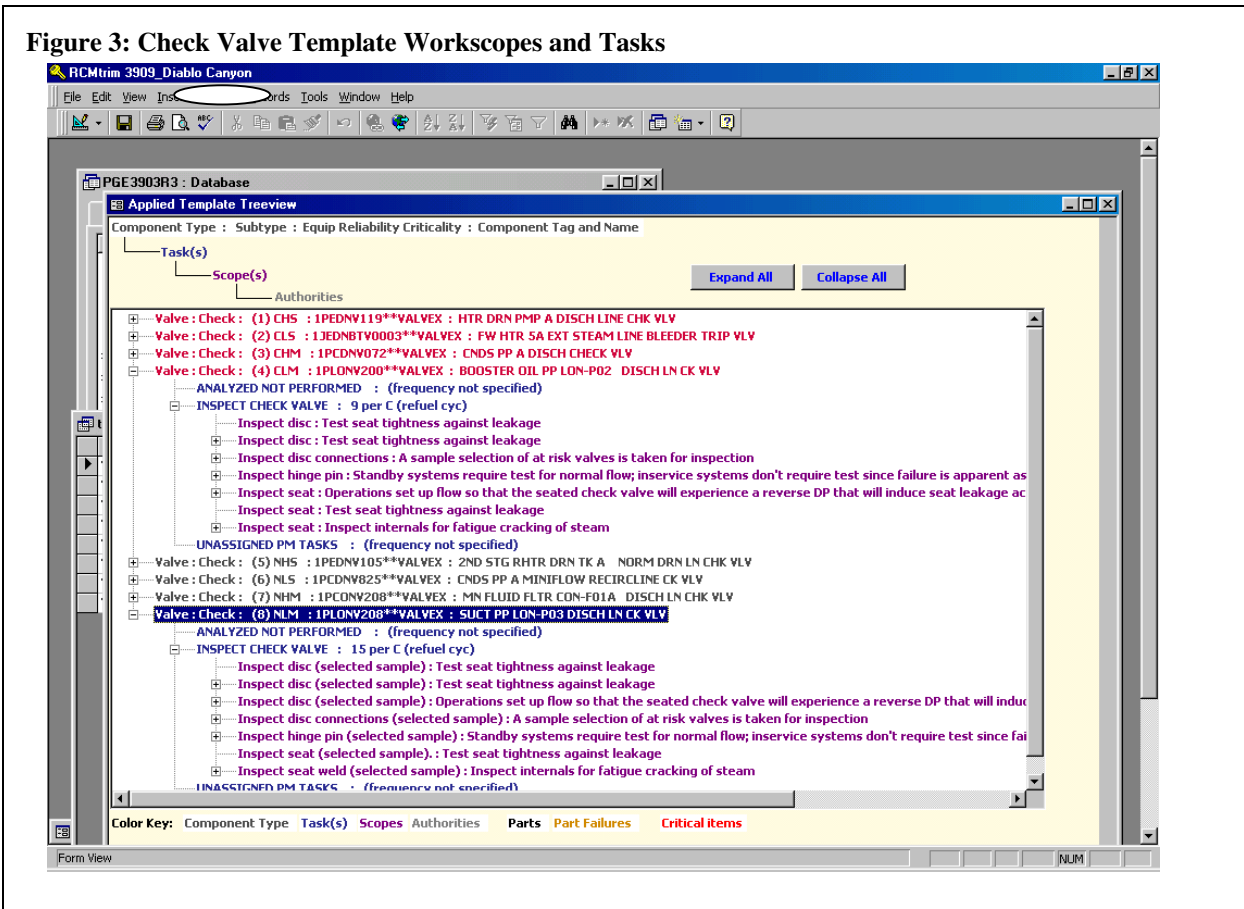 Figure 3: Check Valve Template Workscopes and Tasks
RCMtrim 3909_Diablo Canyon
File Edit View Tools Window Help
PGE3903R3 : Database
Applied Template Treeview
Component Type : Subtype : Equip Reliability Criticality : Component Tag and Name
Task(s)
Scope(s)
Authorities
Expand All Collapse All
Valve : Check : (1) CHS : 1PEDNV119**VALVEX : HTR DRN PMP A DISCH LINE CHK VLV
Valve : Check : (2) CLS : 1JEDNBTV0003**VALVEX : FW HTR 5A EXT STEAM LINE BLEEDER TRIP VLV
Valve : Check : (3) CHM : 1PCDNV072**VALVEX : CNDS PP A DISCH CHECK VLV
Valve : Check : (4) CLM : 1PLONV200**VALVEX : BOOSTER OIL PP LON-P02 DISCH LN CK VLV
ANALYZED NOT PERFORMED : (frequency not specified)
INSPECT CHECK VALVE : 9 per C (refuel cyc)
Inspect disc : Test seat tightness against leakage
Inspect disc : Test seat tightness against leakage
Inspect disc connections : A sample selection of at risk valves is taken for inspection
Inspect hinge pin : Standby systems require test for normal flow; inservice systems don't require test since failure is apparent as
Inspect seat : Operations set up flow so that the seated check valve will experience a reverse DP that will induce seat leakage ac
Inspect seat : Test seat tightness against leakage
Inspect seat : Inspect internals for fatigue cracking of steam
UNASSIGNED PM TASKS : (frequency not specified)
Valve : Check : (5) NHS : 1PEDNV105**VALVEX : 2ND STG RHTR DRN TK A NORM DRN LN CHK VLV
Valve : Check : (6) NLS : 1PCDNV825**VALVEX : CNDS PP A MINIFLOW RECIRCLINE CK VLV
Valve : Check : (7) NHM : 1PCONV208**VALVEX : MN FLUID FLTR CON-F01A DISCH LN CHK VLV
Valve : Check : (8) NLM : 1PLONV208**VALVEX : SUCT PP LON-P03 DISCH LN CK VLV
ANALYZED NOT PERFORMED : (frequency not specified)
INSPECT CHECK VALVE : 15 per C (refuel cyc)
Inspect disc (selected sample) : Test seat tightness against leakage
Inspect disc (selected sample) : Test seat tightness against leakage
Inspect disc (selected sample) : Operations set up flow so that the seated check valve will experience a reverse DP that will induc
Inspect disc connections (selected sample) : A sample selection of at risk valves is taken for inspection
Inspect hinge pin (selected sample) : Standby systems require test for normal flow; inservice systems don't require test since fai
Inspect seat (selected sample). : Test seat tightness against leakage
Inspect seat weld (selected sample) : Inspect internals for fatigue cracking of steam
UNASSIGNED PM TASKS : (frequency not specified)
Color Key: Component Type Task(s) Scopes Authorities Parts Part Failures Critical items
Form View NUM